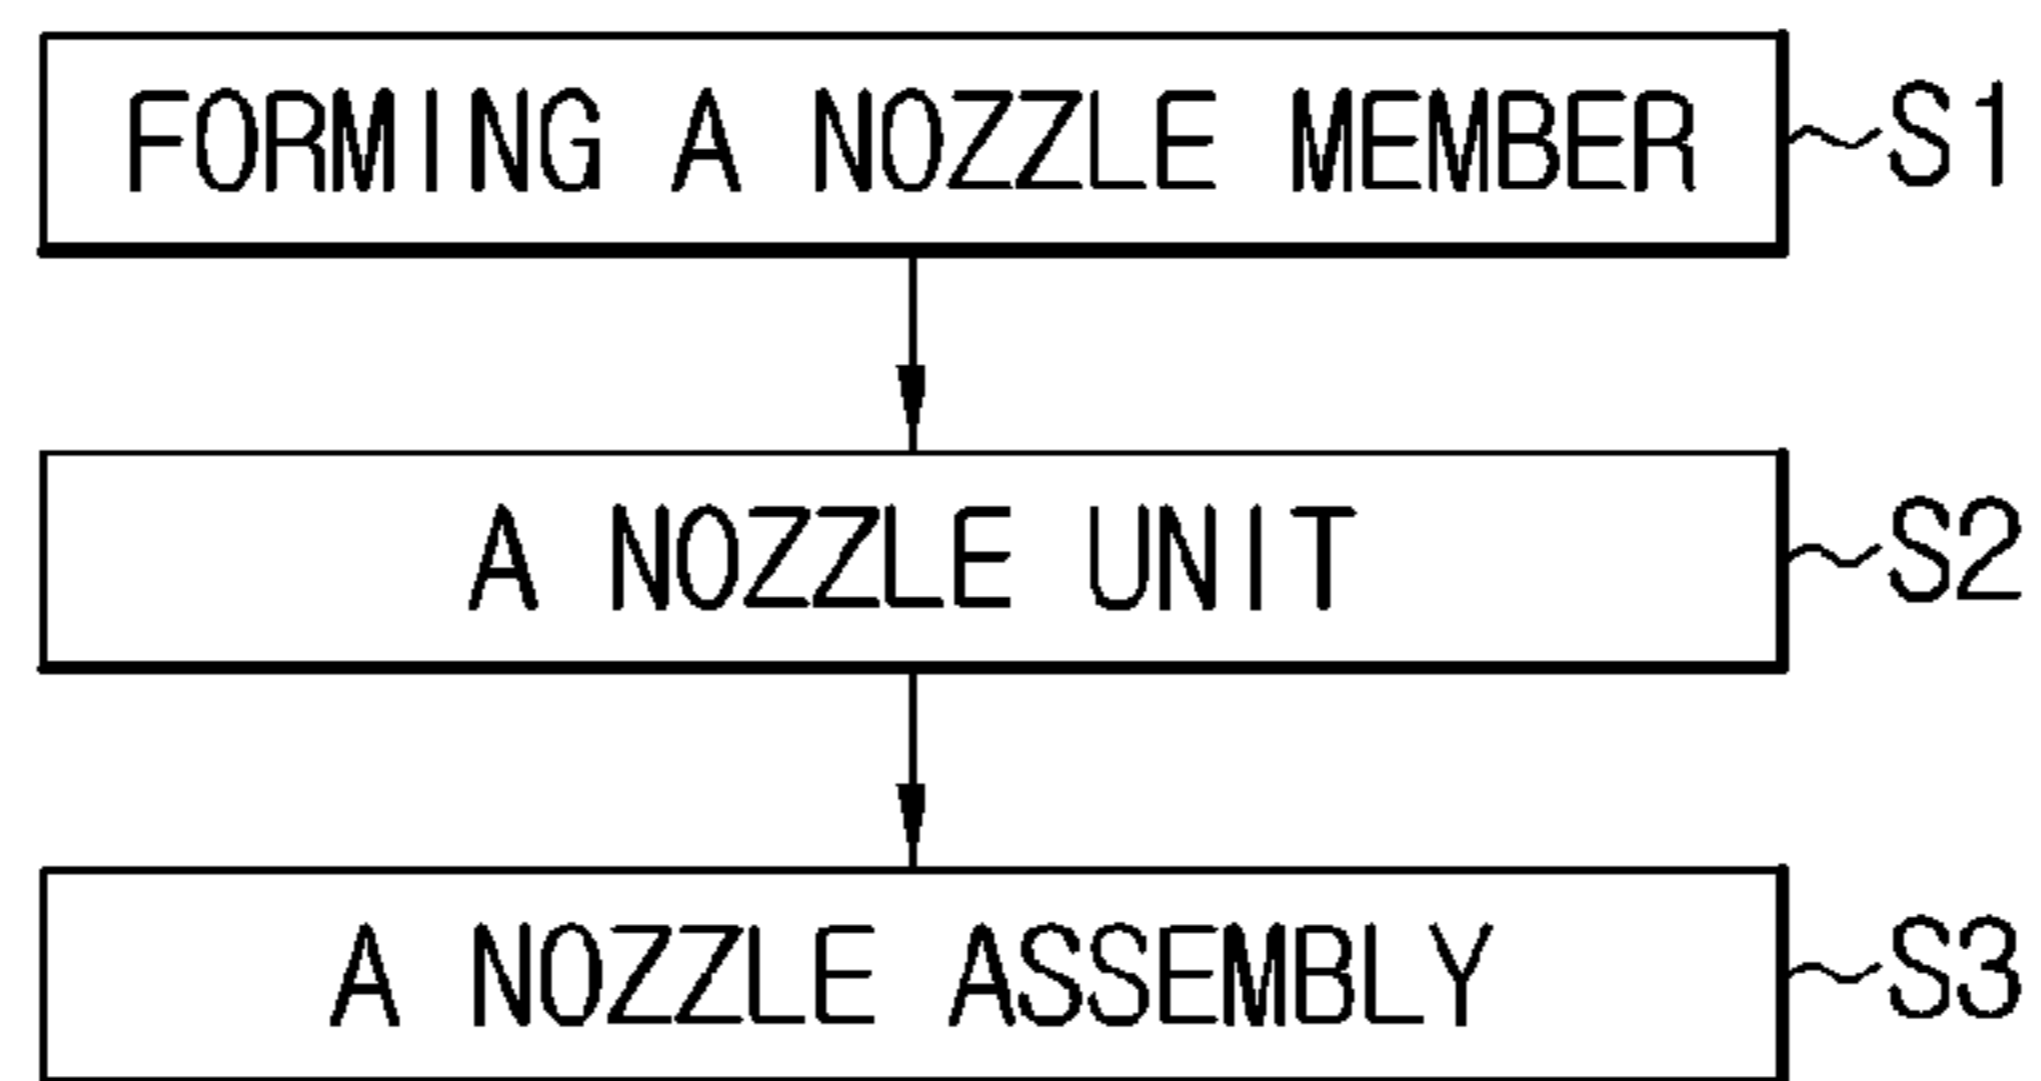 FORMING A NOZZLE MEMBER S1
A NOZZLE UNIT S2
A NOZZLE ASSEMBLY S3